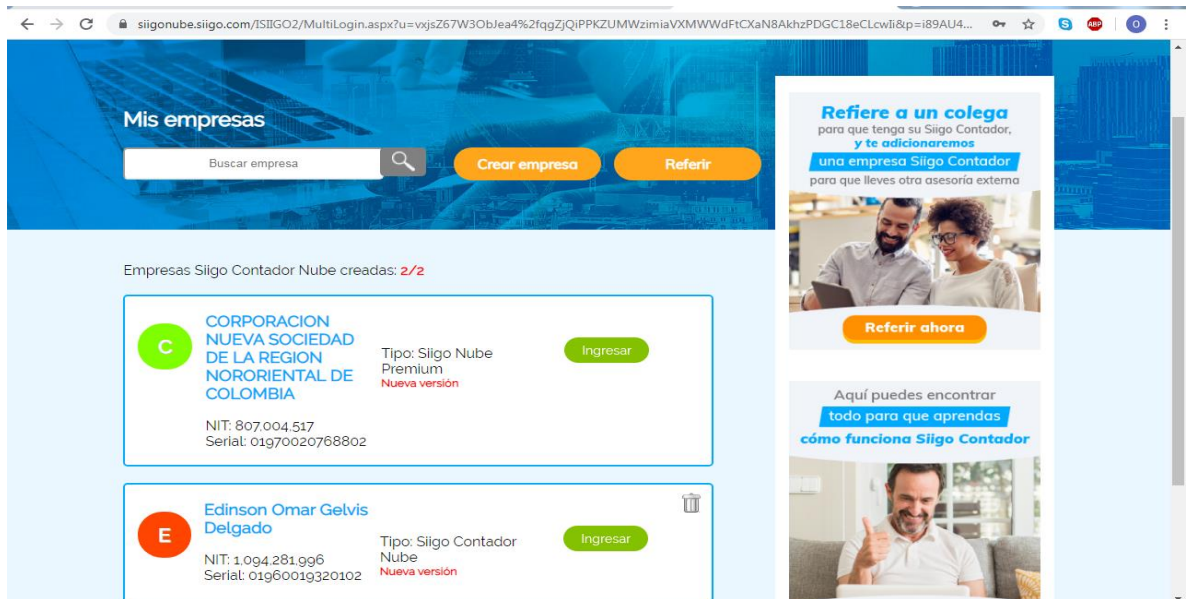 siigonube.siigo.com/ISIIGO2/MultiLogin.aspx?u=vxjsZ67W3ObJea4%2fqgZjQiPPKZUMWzimiaVXMWWdFtCXaN8AkhzPDGC18eCLcwIi&p=i89AU4...
S
ABP
O
Mis empresas
Buscar empresa
Crear empresa
Referir
Empresas Siigo Contador Nube creadas: 2/2
C
CORPORACION
NUEVA SOCIEDAD
DE LA REGION
NORORIENTAL DE
COLOMBIA
NIT: 807,004,517
Serial: 01970020768802
Tipo: Siigo Nube
Premium
Nueva versión
Ingresar
E
Edinson Omar Gelvis
Delgado
NIT: 1,094,281,996
Serial: 01960019320102
Tipo: Siigo Contador
Nube
Nueva versión
Ingresar
Refiere a un colega
para que tenga su Siigo Contador,
y te adicionaremos
una empresa Siigo Contador
para que lleves otra asesoría externa
Referir ahora
Aquí puedes encontrar
todo para que aprendas
cómo funciona Siigo Contador